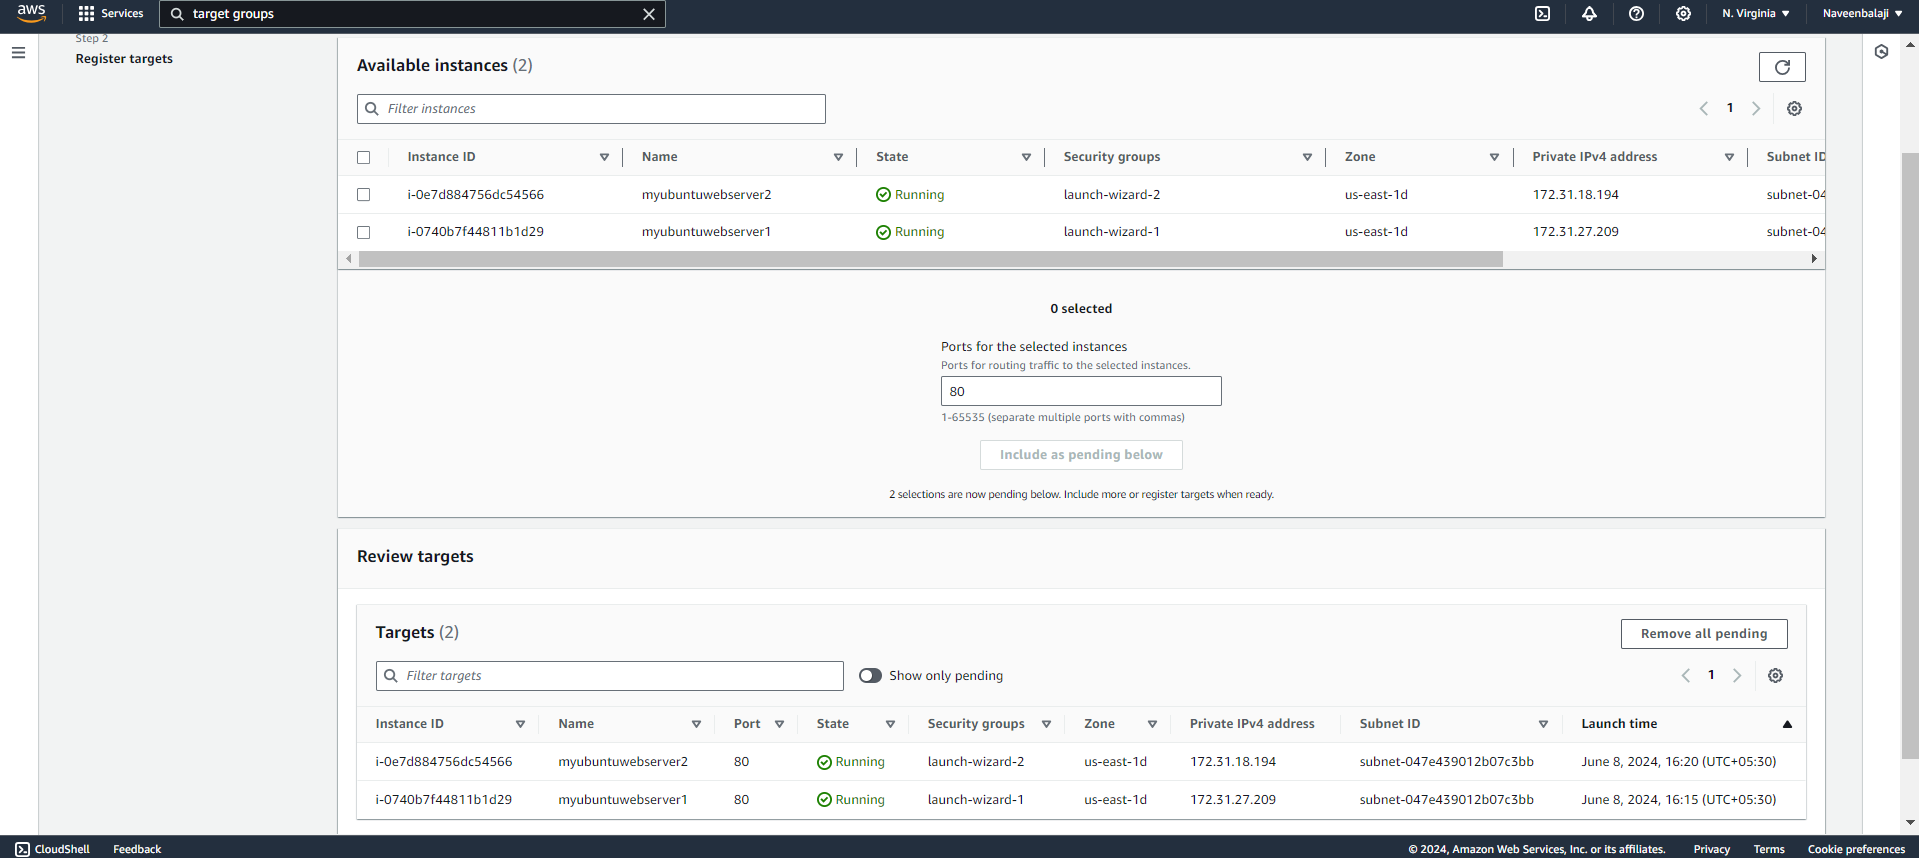 aws Services target groups N. Virginia Naveenbalaji
Step 2
Register targets
Available instances (2)
Filter instances
1
Instance ID Name State Security groups Zone Private IPv4 address Subnet ID
i-0e7d884756dc54566 myubuntuwebserver2 Running launch-wizard-2 us-east-1d 172.31.18.194 subnet-04
i-0740b7f44811b1d29 myubuntuwebserver1 Running launch-wizard-1 us-east-1d 172.31.27.209 subnet-04
0 selected
Ports for the selected instances
Ports for routing traffic to the selected instances.
80
1-65535 (separate multiple ports with commas)
Include as pending below
2 selections are now pending below. Include more or register targets when ready.
Review targets
Targets (2)
Remove all pending
Filter targets Show only pending 1
Instance ID Name Port State Security groups Zone Private IPv4 address Subnet ID Launch time
i-0e7d884756dc54566 myubuntuwebserver2 80 Running launch-wizard-2 us-east-1d 172.31.18.194 subnet-047e439012b07c3bb June 8, 2024, 16:20 (UTC+05:30)
i-0740b7f44811b1d29 myubuntuwebserver1 80 Running launch-wizard-1 us-east-1d 172.31.27.209 subnet-047e439012b07c3bb June 8, 2024, 16:15 (UTC+05:30)
CloudShell Feedback © 2024, Amazon Web Services, Inc. or its affiliates. Privacy Terms Cookie preferences